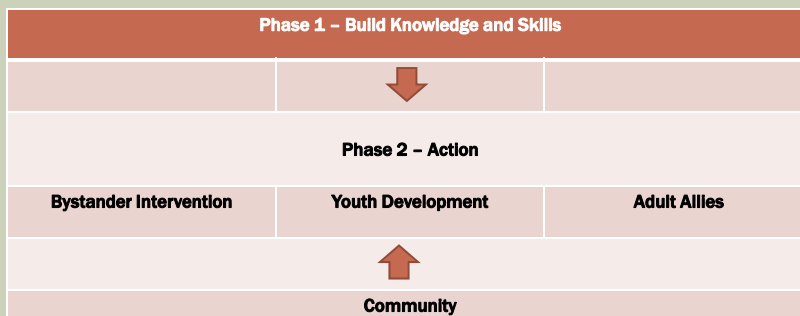 Phase 1 – Build Knowledge and Skills
Phase 2 – Action
Bystander Intervention
Youth Development
Adult Allies
Community